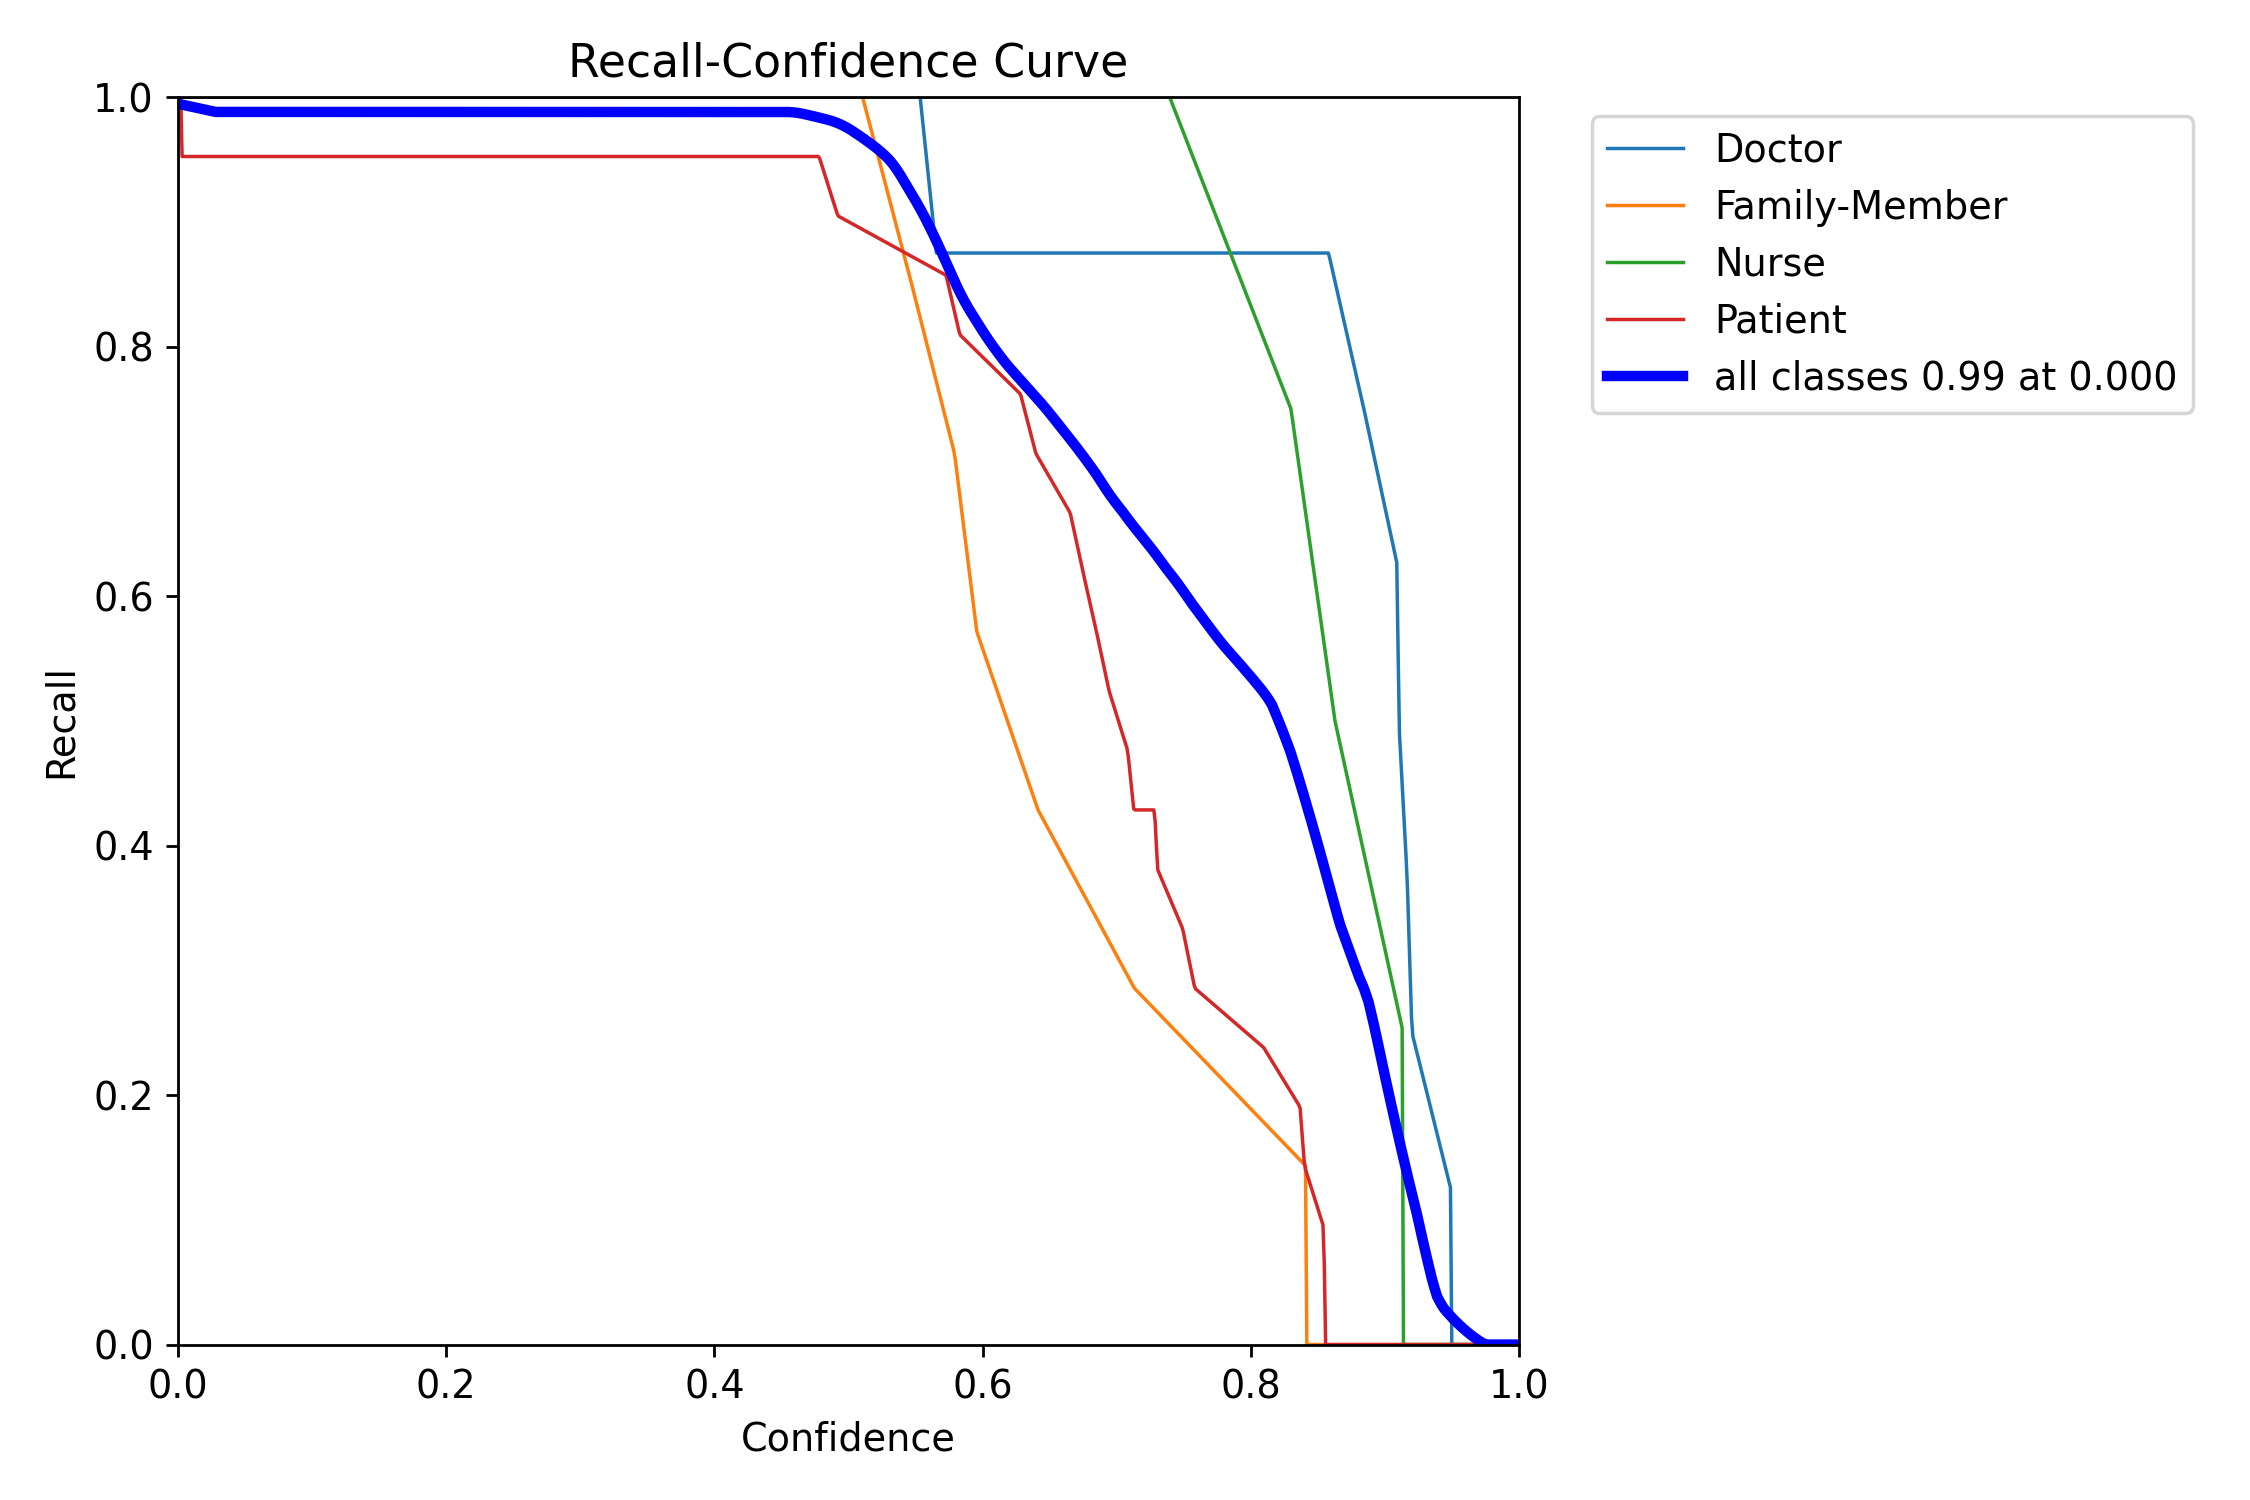 Recall-Confidence Curve
1.0
0.8
0.6
0.4
0.2
0.0
Recall
0.0 0.2 0.4 0.6 0.8 1.0
Confidence
Doctor
Family-Member
Nurse
Patient
all classes 0.99 at 0.000